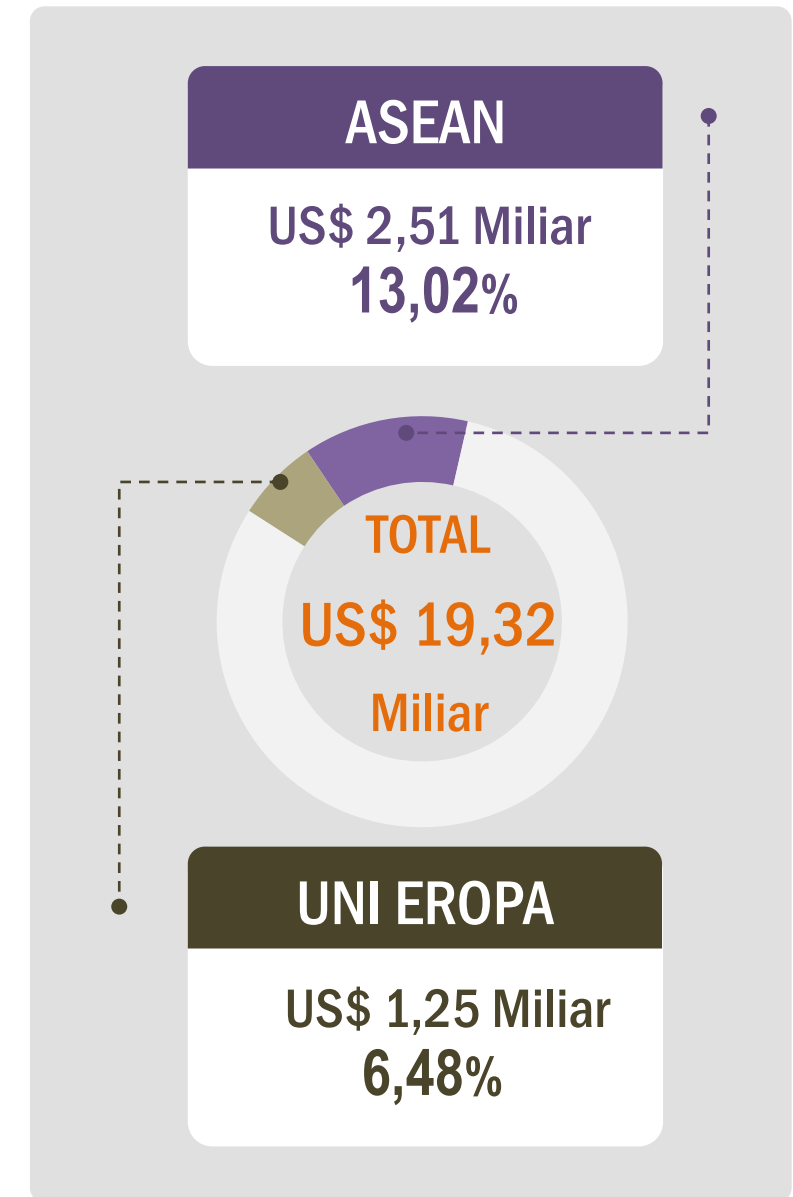 ASEAN
US$ 2,51 Miliar
13,02%
TOTAL
US$ 19,32
Miliar
UNI EROPA
US$ 1,25 Miliar
6,48%